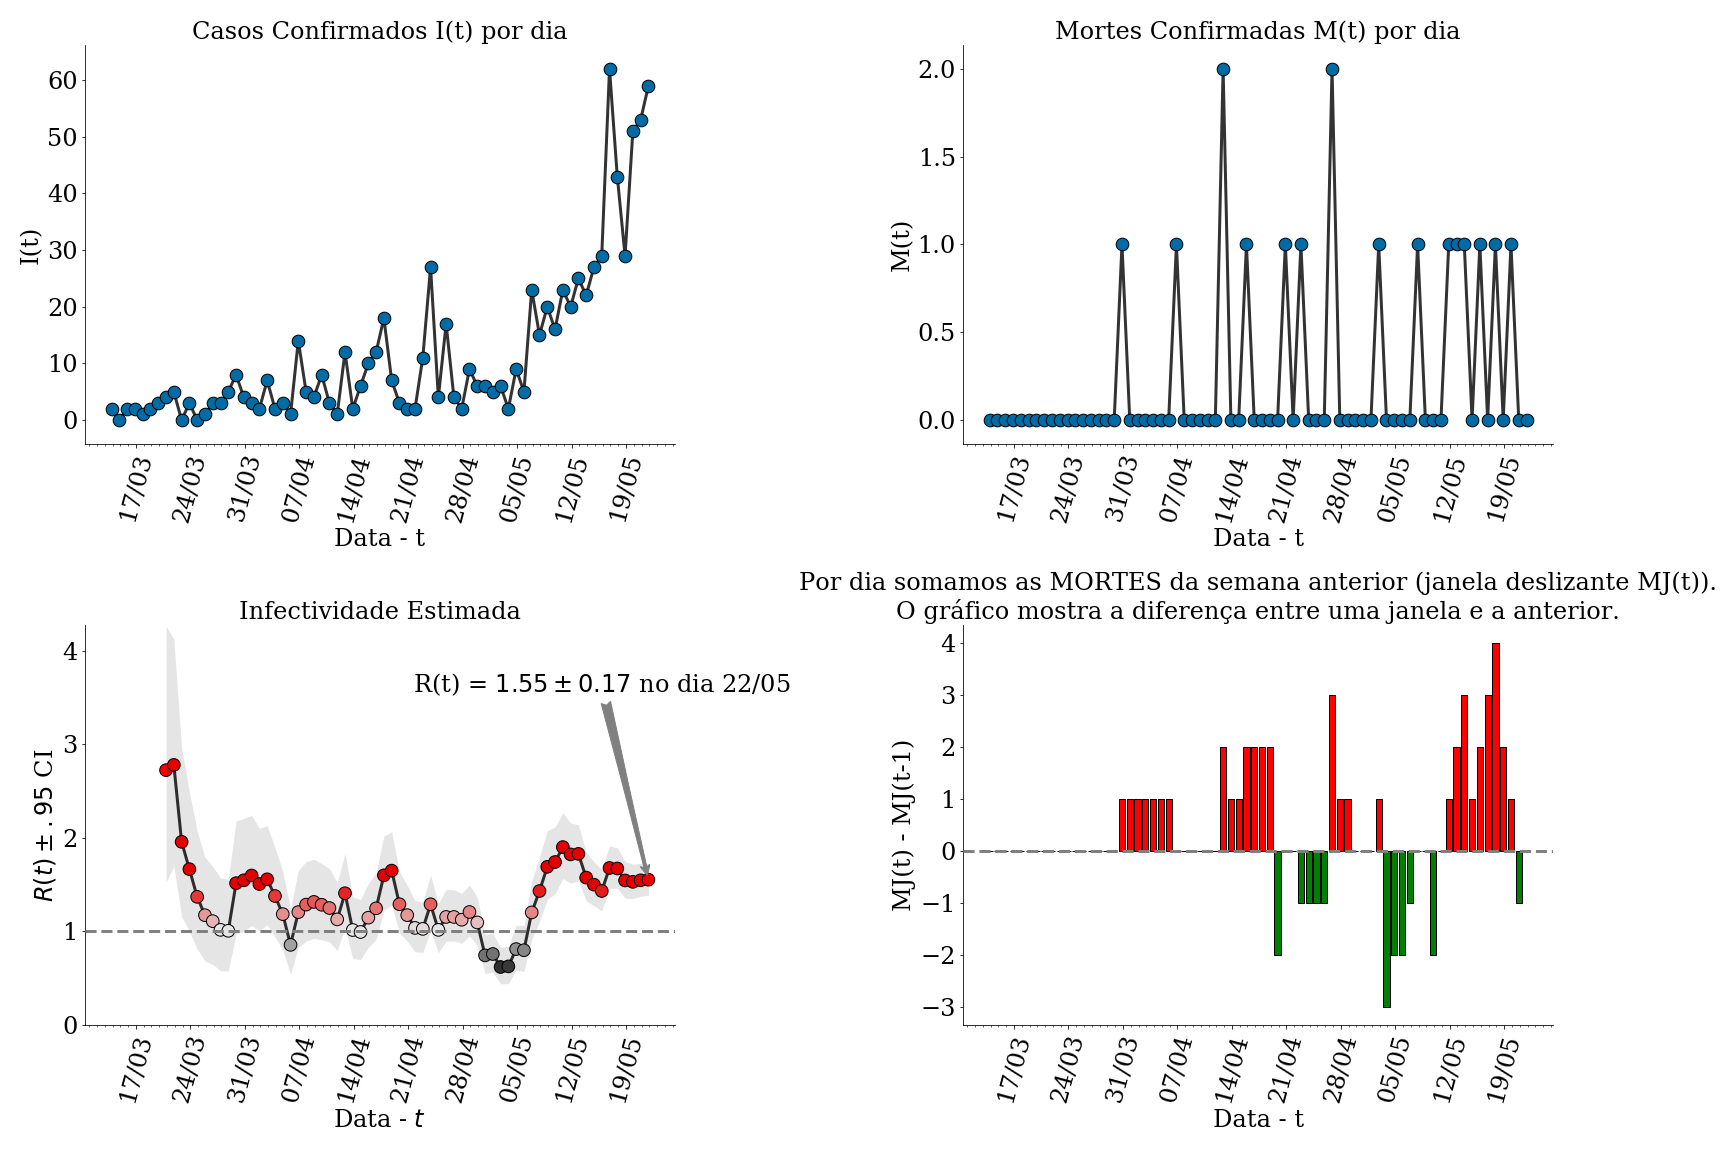 Casos Confirmados I(t) por dia
60
50
40
30
20
10
0
I(t)
17/03 24/03 31/03 07/04 14/04 21/04 28/04 05/05 12/05 19/05
Data - t
Mortes Confirmadas M(t) por dia
2.0
1.5
1.0
0.5
0.0
M(t)
17/03 24/03 31/03 07/04 14/04 21/04 28/04 05/05 12/05 19/05
Data - t
Infectividade Estimada
R(t) = 1.55 ± 0.17 no dia 22/05
4
3
2
1
0
R(t) ± .95 CI
17/03 24/03 31/03 07/04 14/04 21/04 28/04 05/05 12/05 19/05
Data - t
Por dia somamos as MORTES da semana anterior (janela deslizante MJ(t)).
O gráfico mostra a diferença entre uma janela e a anterior.
4
3
2
1
0
−1
−2
−3
MJ(t) - MJ(t-1)
17/03 24/03 31/03 07/04 14/04 21/04 28/04 05/05 12/05 19/05
Data - t